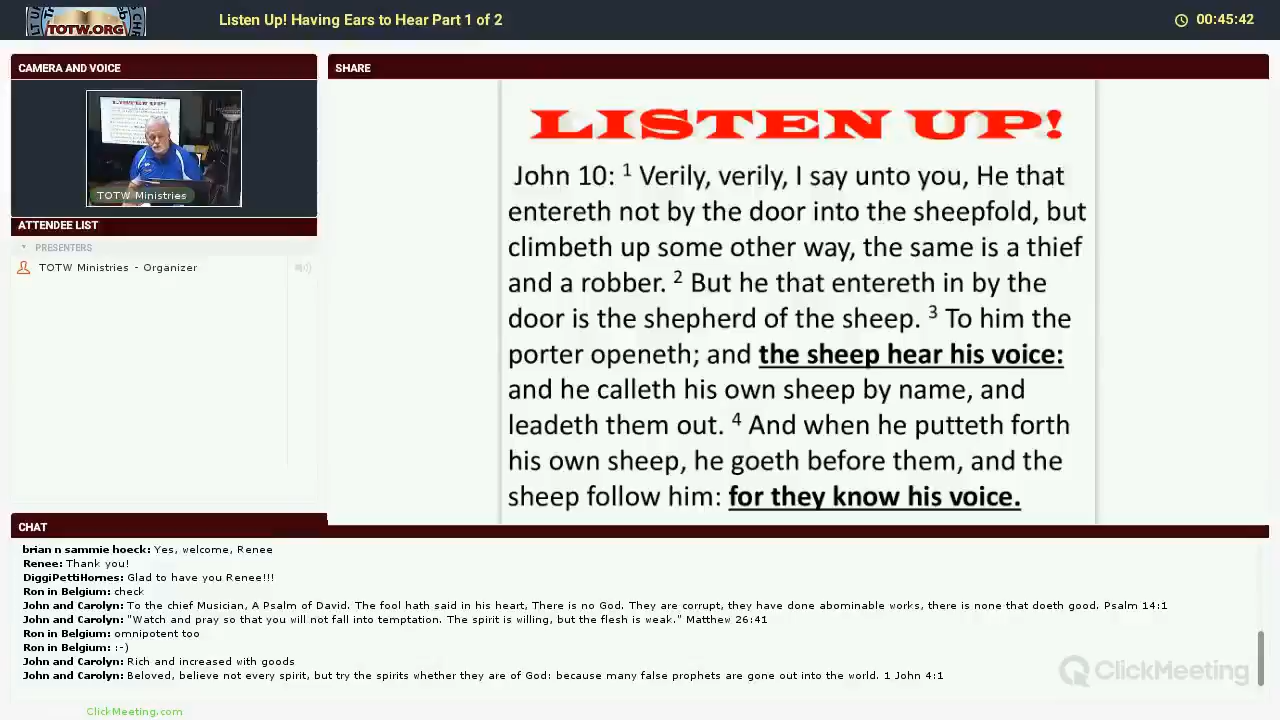 TOTW.ORG
Listen Up! Having Ears to Hear Part 1 of 2
00:45:42
CAMERA AND VOICE
LISTEN UP!
TOTW Ministries
ATTENDEE LIST
PRESENTERS
TOTW Ministries - Organizer
SHARE
LISTEN UP!
John 10: 1 Verily, verily, I say unto you, He that
entereth not by the door into the sheepfold, but
climbeth up some other way, the same is a thief
and a robber. 2 But he that entereth in by the
door is the shepherd of the sheep. 3 To him the
porter openeth; and the sheep hear his voice:
and he calleth his own sheep by name, and
leadeth them out. 4 And when he putteth forth
his own sheep, he goeth before them, and the
sheep follow him: for they know his voice.
CHAT
brian n sammie hoeck: Yes, welcome, Renee
Renee: Thank you!
DiggiPettiHornes: Glad to have you Renee!!!
Ron in Belgium: check
John and Carolyn: To the chief Musician, A Psalm of David. The fool hath said in his heart, There is no God. They are corrupt, they have done abominable works, there is none that doeth good. Psalm 14:1
John and Carolyn: "Watch and pray so that you will not fall into temptation. The spirit is willing, but the flesh is weak." Matthew 26:41
Ron in Belgium: omnipotent too
Ron in Belgium: :-)
John and Carolyn: Rich and increased with goods
John and Carolyn: Beloved, believe not every spirit, but try the spirits whether they are of God: because many false prophets are gone out into the world. 1 John 4:1
ClickMeeting
ClickMeeting.com